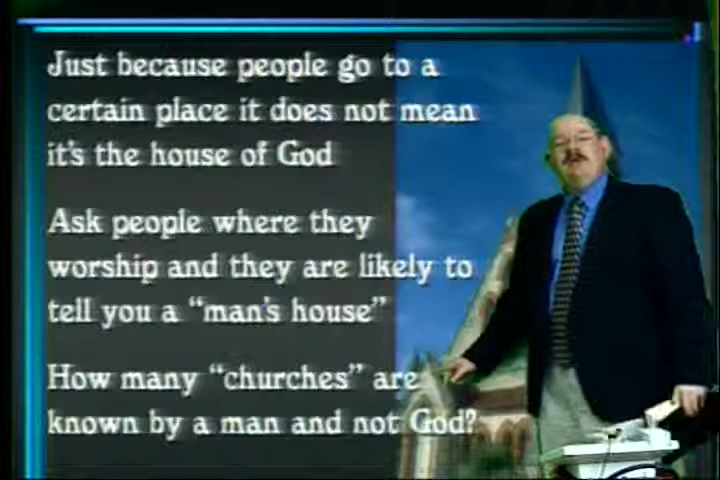 Just because people go to a
certain place it does not mean
it's the house of God
Ask people where they
worship and they are likely to
tell you a "man's house"
How many "churches" are
known by a man and not God?